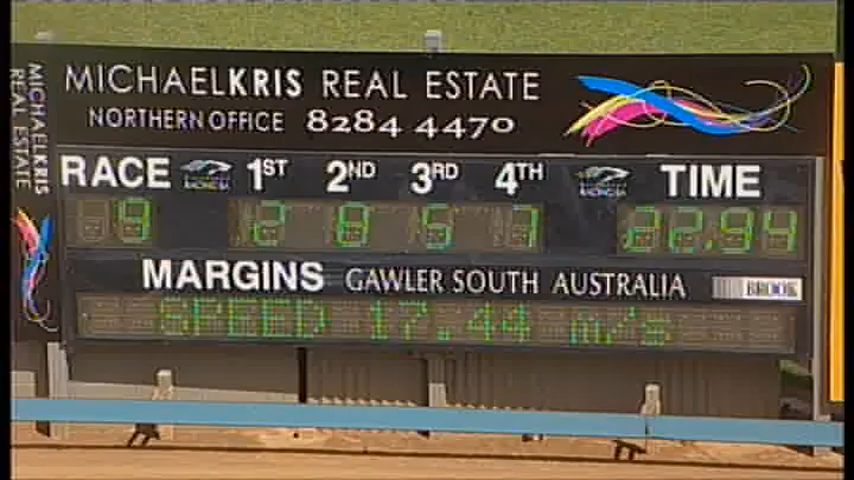 MICHAELKRIS REAL ESTATE
NORTHERN OFFICE 8284 4470
MICHAELKRIS
REAL ESTATE
RACE 1ST 2ND 3RD 4TH TIME
9 2 8 5 7 22.94
MARGINS GAWLER SOUTH AUSTRALIA BROOK
SPEED 17.44 m/s